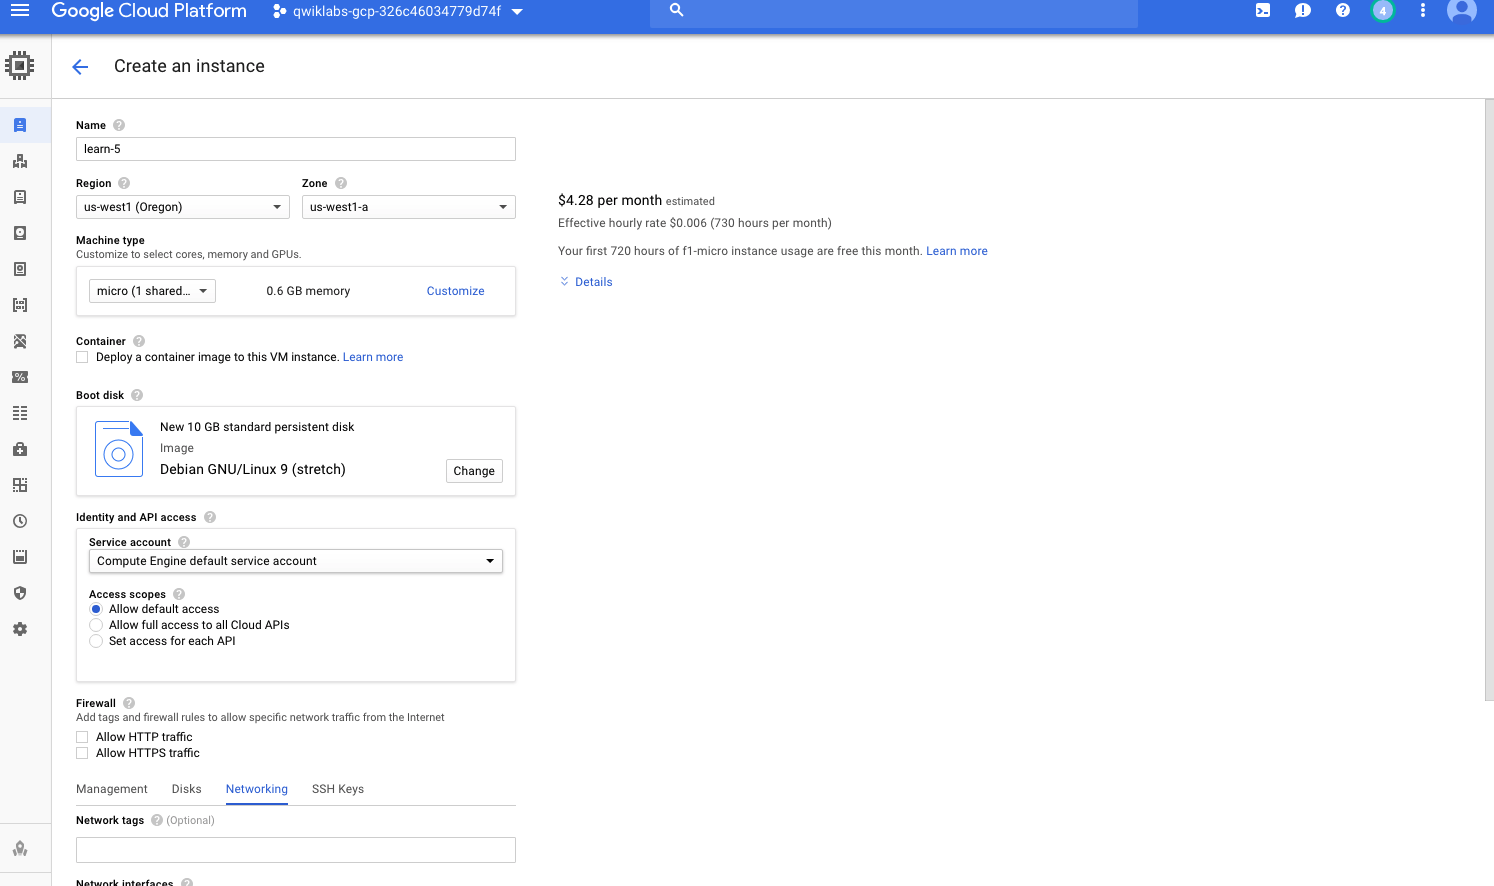 Google Cloud Platform
qwiklabs-gcp-326c46034779d74f
4
Create an instance
Name
learn-5
Region
Zone
us-west1 (Oregon)
us-west1-a
$4.28 per month estimated
Effective hourly rate $0.006 (730 hours per month)
Your first 720 hours of f1-micro instance usage are free this month. Learn more
Details
Machine type
Customize to select cores, memory and GPUs.
micro (1 shared...
0.6 GB memory
Customize
Container
Deploy a container image to this VM instance. Learn more
Boot disk
New 10 GB standard persistent disk
Image
Debian GNU/Linux 9 (stretch)
Change
Identity and API access
Service account
Compute Engine default service account
Access scopes
Allow default access
Allow full access to all Cloud APIs
Set access for each API
Firewall
Add tags and firewall rules to allow specific network traffic from the Internet
Allow HTTP traffic
Allow HTTPS traffic
Management
Disks
Networking
SSH Keys
Network tags
(Optional)
Network interfaces